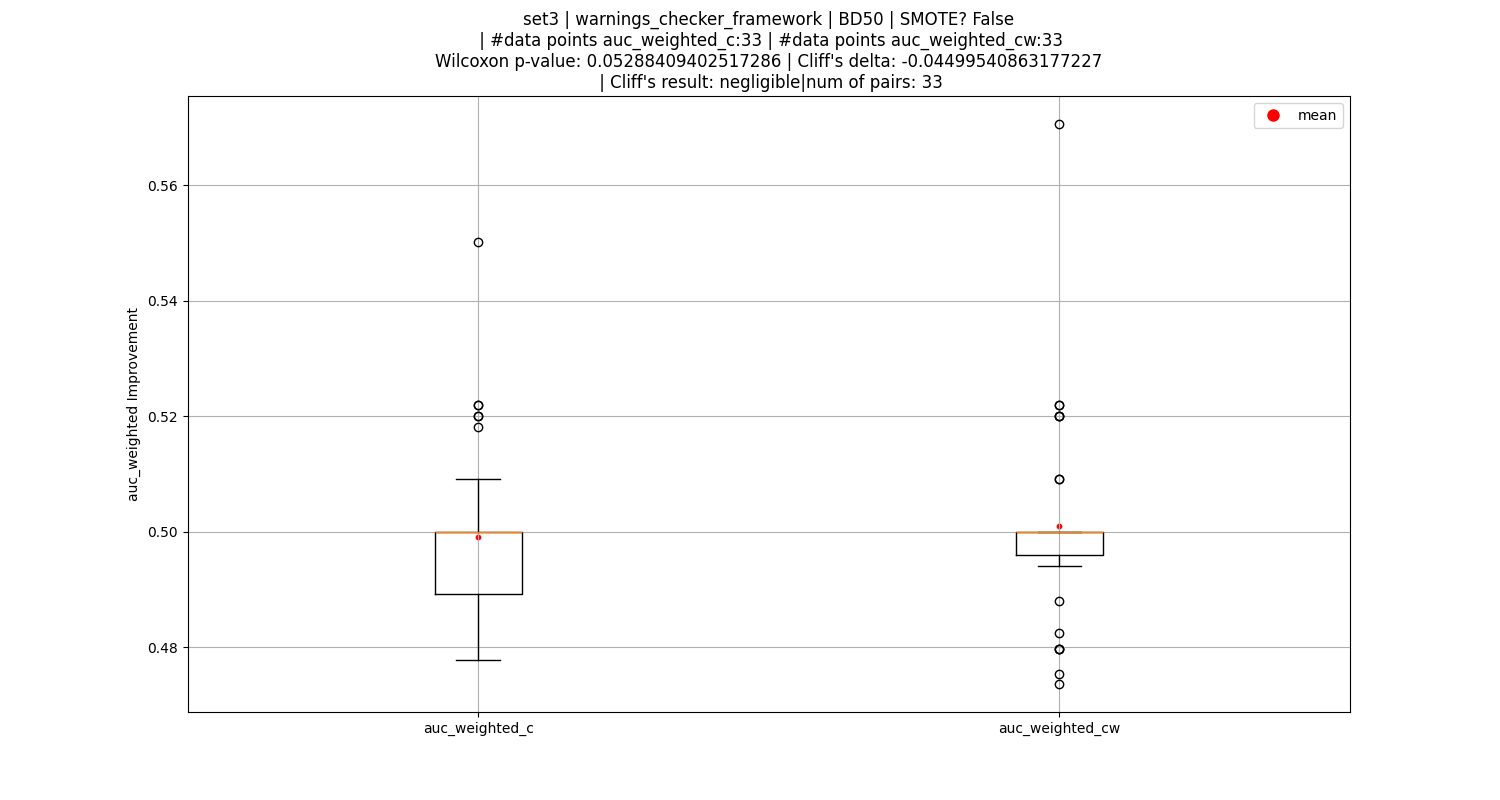 set3 | warnings_checker_framework | BD50 | SMOTE? False
| #data points auc_weighted_c:33 | #data points auc_weighted_cw:33
Wilcoxon p-value: 0.05288409402517286 | Cliff's delta: -0.04499540863177227
| Cliff's result: negligible|num of pairs: 33
mean
0.56
0.54
0.52
0.50
0.48
auc_weighted Improvement
auc_weighted_c
auc_weighted_cw